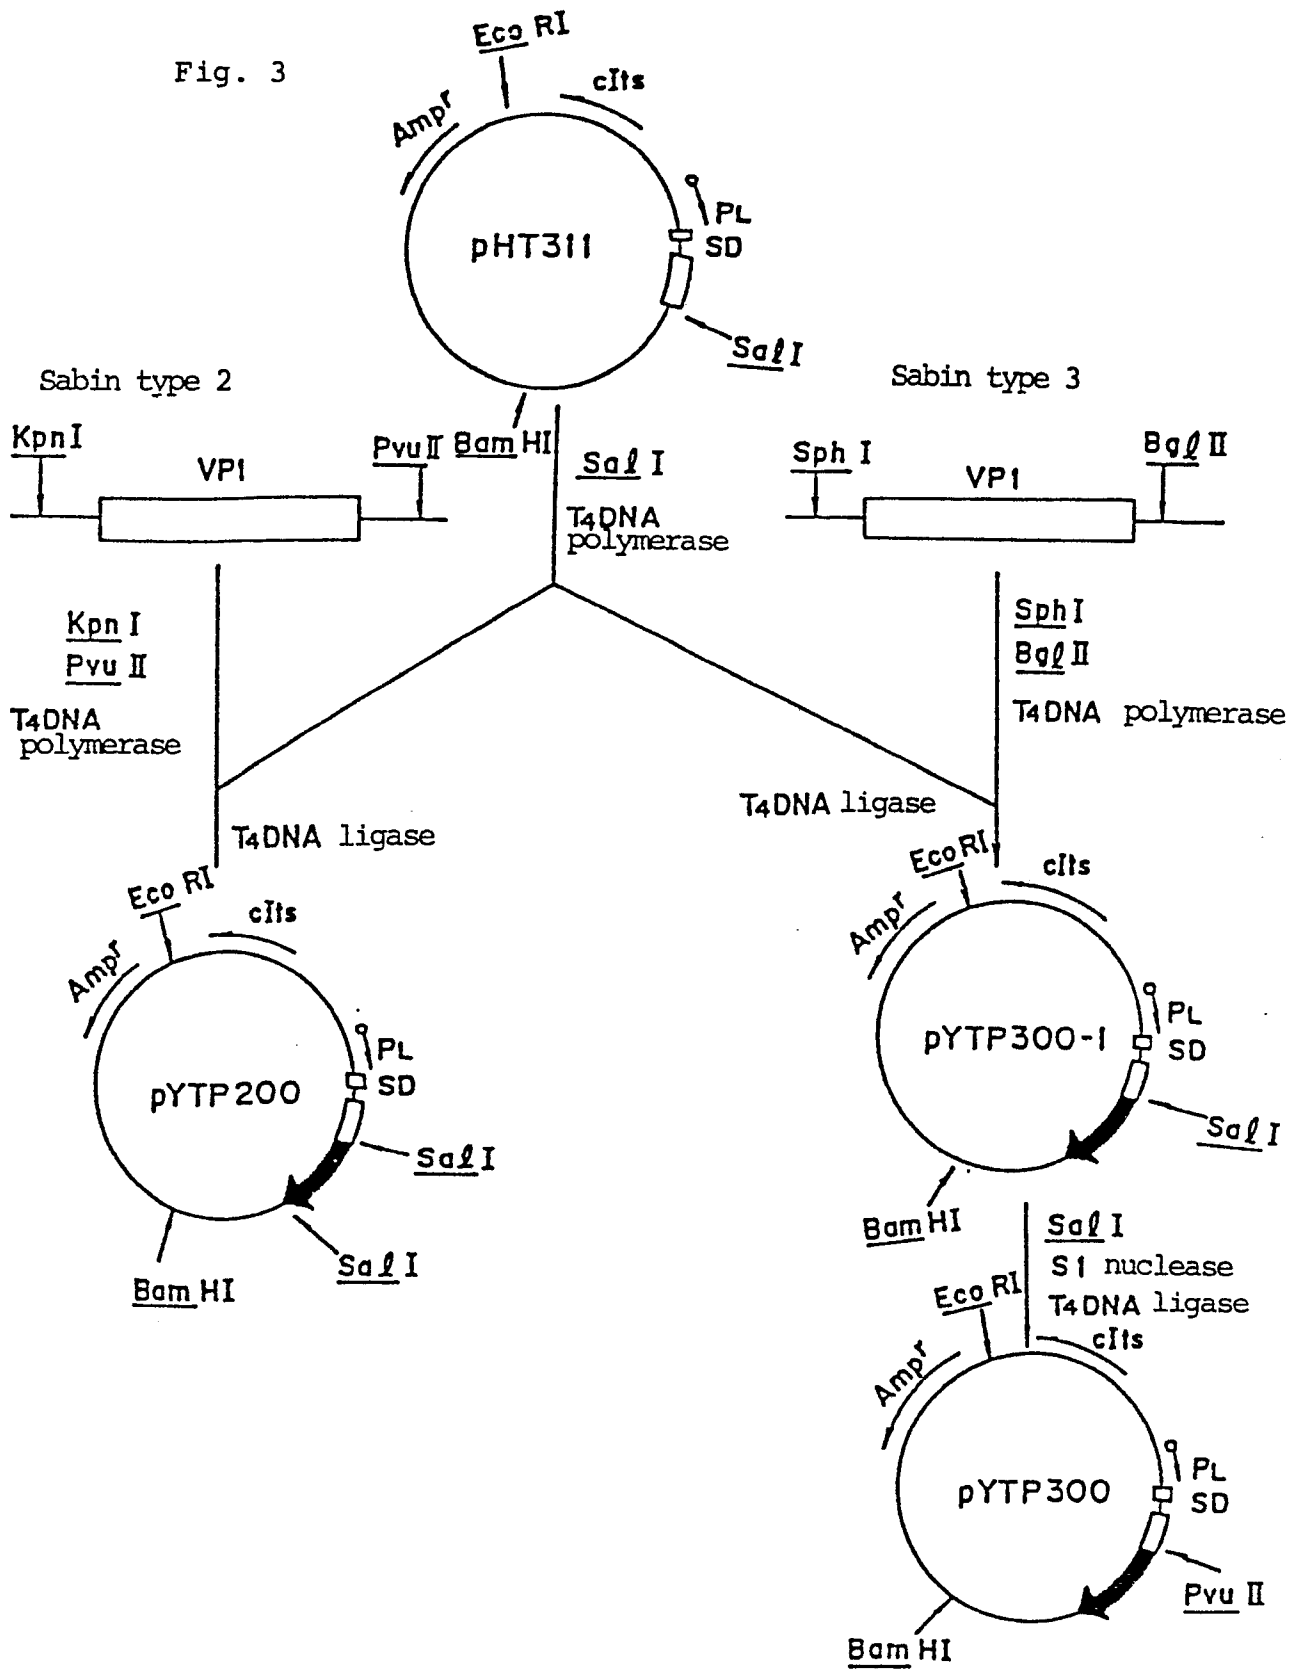 Fig. 3
Eco RI
cIts
Ampr
PL
pHT311
SD
Sal I
Sabin type 2
Sabin type 3
Kpn I
Pvu II
Bam HI
Sph I
Bgl II
VP1
Sal I
VP1
T4DNA
polymerase
Kpn I
Pvu II
T4DNA
polymerase
Sph I
Bgl II
T4DNA polymerase
T4DNA ligase
T4DNA ligase
Eco RI
cIts
Ampr
PL
pYTP200
SD
Sal I
Sal I
Bam HI
Eco RI
cIts
Ampr
PL
pYTP300-1
SD
Sal I
Bam HI
Sal I
S1 nuclease
T4DNA ligase
Eco RI
cIts
Ampr
PL
pYTP300
SD
Pvu II
Bam HI